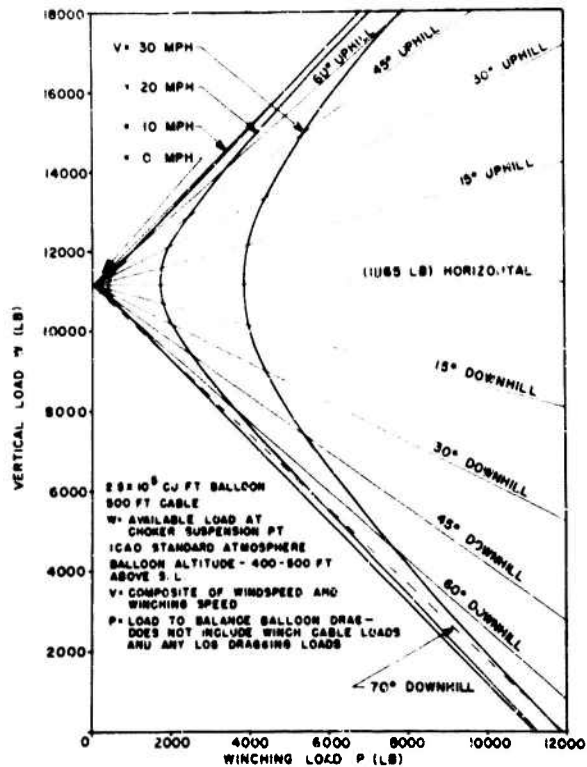 18000
16000
14000
12000
10000
8000
6000
4000
2000
VERTICAL LOAD W (LB)
V = 30 MPH
" 20 MPH
" 10 MPH
" 0 MPH
60° UPHILL
45° UPHILL
30° UPHILL
15° UPHILL
(11165 LB) HORIZONTAL
15° DOWNHILL
30° DOWNHILL
45° DOWNHILL
60° DOWNHILL
70° DOWNHILL
CU FT BALLOON
500 FT CABLE
W = AVAILABLE LOAD AT
CHOKER SUSPENSION PT
ICAO STANDARD ATMOSPHERE
BALLOON ALTITUDE - 400-500 FT
ABOVE S.L.
V = COMPOSITE OF WINDSPEED AND
WINCHING SPEED
P = LOAD TO BALANCE BALLOON DRAG—
DOES NOT INCLUDE WINCH CABLE LOADS
AND ANY LOG DRAGGING LOADS
0 2000 4000 6000 8000 10000 12000
WINCHING LOAD P (LB)